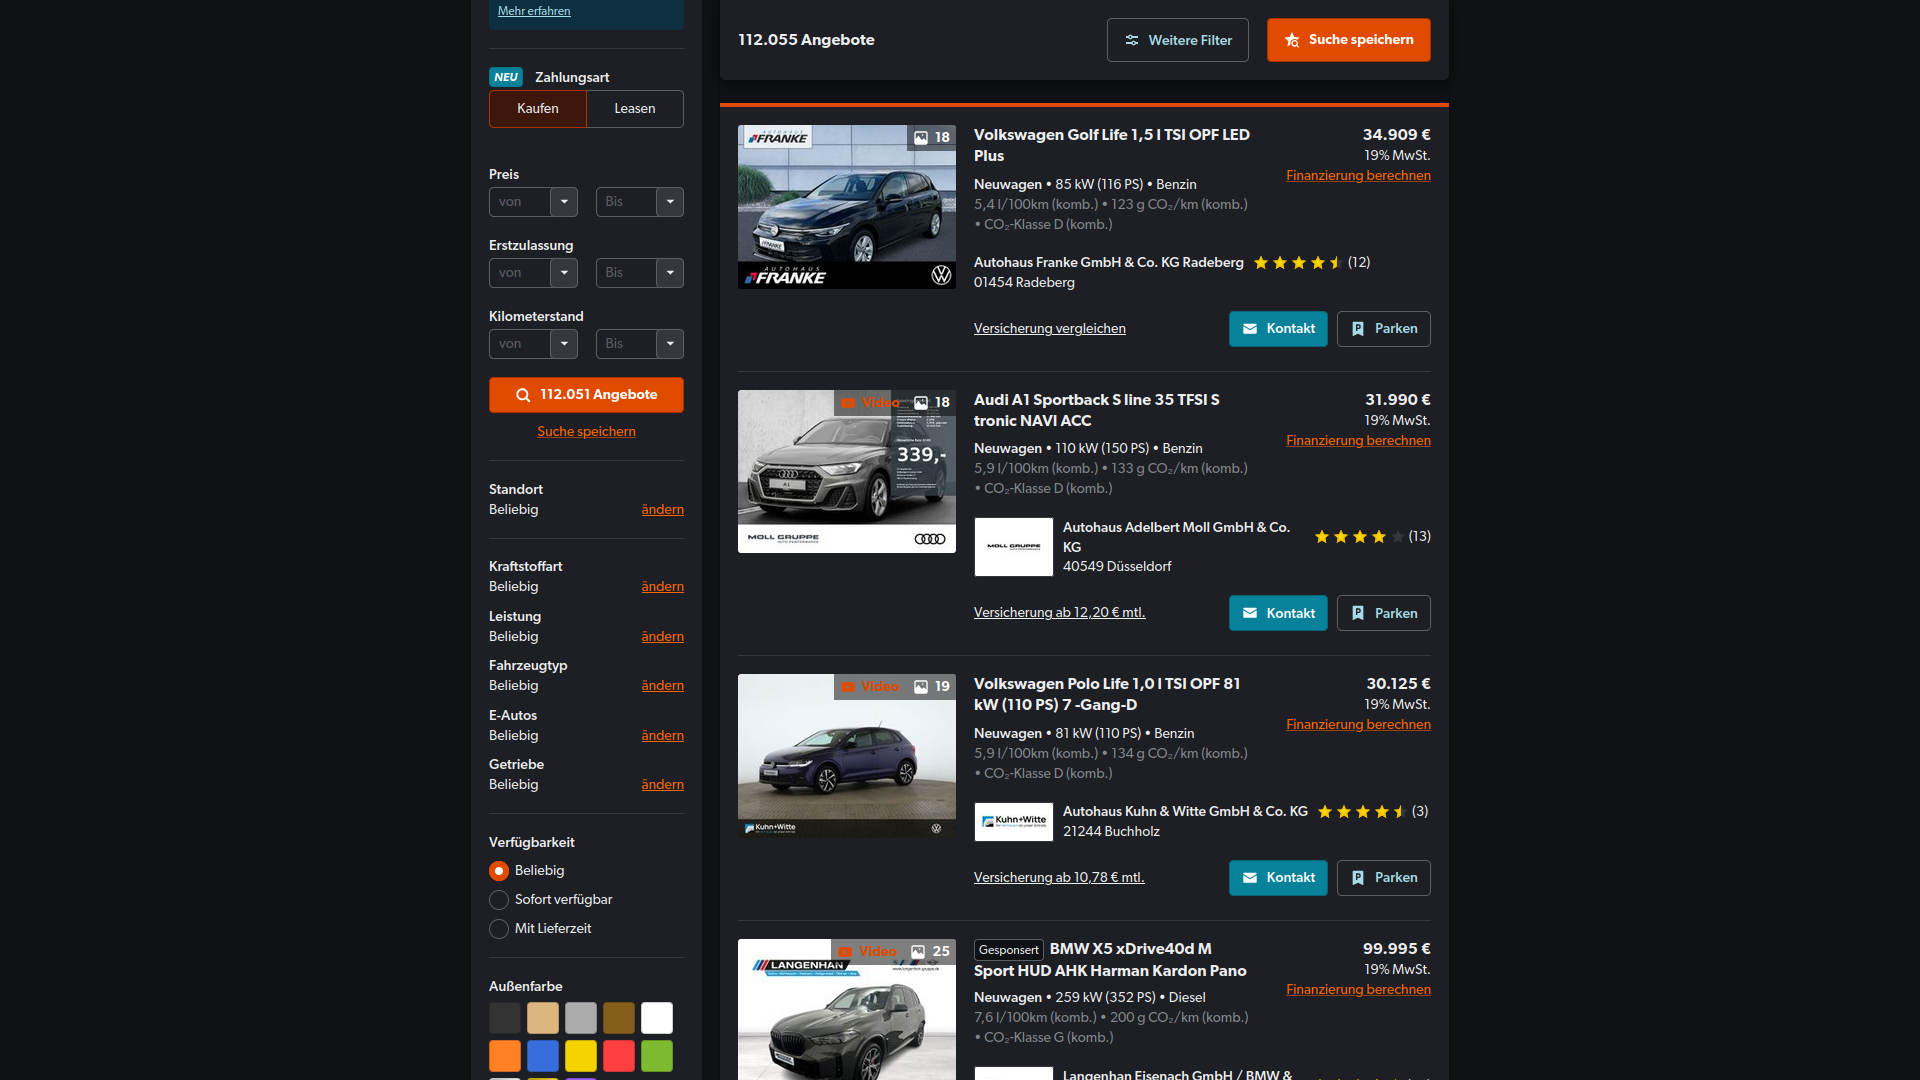 Mehr erfahren
NEU Zahlungsart
Kaufen Leasen
Preis
von Bis
Erstzulassung
von Bis
Kilometerstand
von Bis
112.051 Angebote
Suche speichern
Standort
Beliebig ändern
Kraftstoffart
Beliebig ändern
Leistung
Beliebig ändern
Fahrzeugtyp
Beliebig ändern
E-Autos
Beliebig ändern
Getriebe
Beliebig ändern
Verfügbarkeit
Beliebig
Sofort verfügbar
Mit Lieferzeit
Außenfarbe
112.055 Angebote
Weitere Filter
Suche speichern
AUTOHAUS
FRANKE
18
FRANKE
AUTOHAUS
FRANKE
Volkswagen Golf Life 1,5 l TSI OPF LED
Plus
34.909 €
19% MwSt.
Finanzierung berechnen
Neuwagen • 85 kW (116 PS) • Benzin
5,4 l/100km (komb.) • 123 g CO₂/km (komb.)
• CO₂-Klasse D (komb.)
Autohaus Franke GmbH & Co. KG Radeberg (12)
01454 Radeberg
Versicherung vergleichen
Kontakt
Parken
Video 18
339,-
A1
MOLL GRUPPE
Audi A1 Sportback S line 35 TFSI S
tronic NAVI ACC
31.990 €
19% MwSt.
Finanzierung berechnen
Neuwagen • 110 kW (150 PS) • Benzin
5,9 l/100km (komb.) • 133 g CO₂/km (komb.)
• CO₂-Klasse D (komb.)
MOLL GRUPPE
Autohaus Adelbert Moll GmbH & Co.
KG
(13)
40549 Düsseldorf
Versicherung ab 12,20 € mtl.
Kontakt
Parken
Video 19
Kuhn+Witte
Volkswagen Polo Life 1,0 l TSI OPF 81
kW (110 PS) 7 -Gang-D
30.125 €
19% MwSt.
Finanzierung berechnen
Neuwagen • 81 kW (110 PS) • Benzin
5,9 l/100km (komb.) • 134 g CO₂/km (komb.)
• CO₂-Klasse D (komb.)
Kuhn+Witte
Autohaus Kuhn & Witte GmbH & Co. KG (3)
21244 Buchholz
Versicherung ab 10,78 € mtl.
Kontakt
Parken
Video 25
LANGENHAN
Gesponsert BMW X5 xDrive40d M
Sport HUD AHK Harman Kardon Pano
99.995 €
19% MwSt.
Finanzierung berechnen
Neuwagen • 259 kW (352 PS) • Diesel
7,6 l/100km (komb.) • 200 g CO₂/km (komb.)
• CO₂-Klasse G (komb.)
Langenhan Eisenach GmbH / BMW &